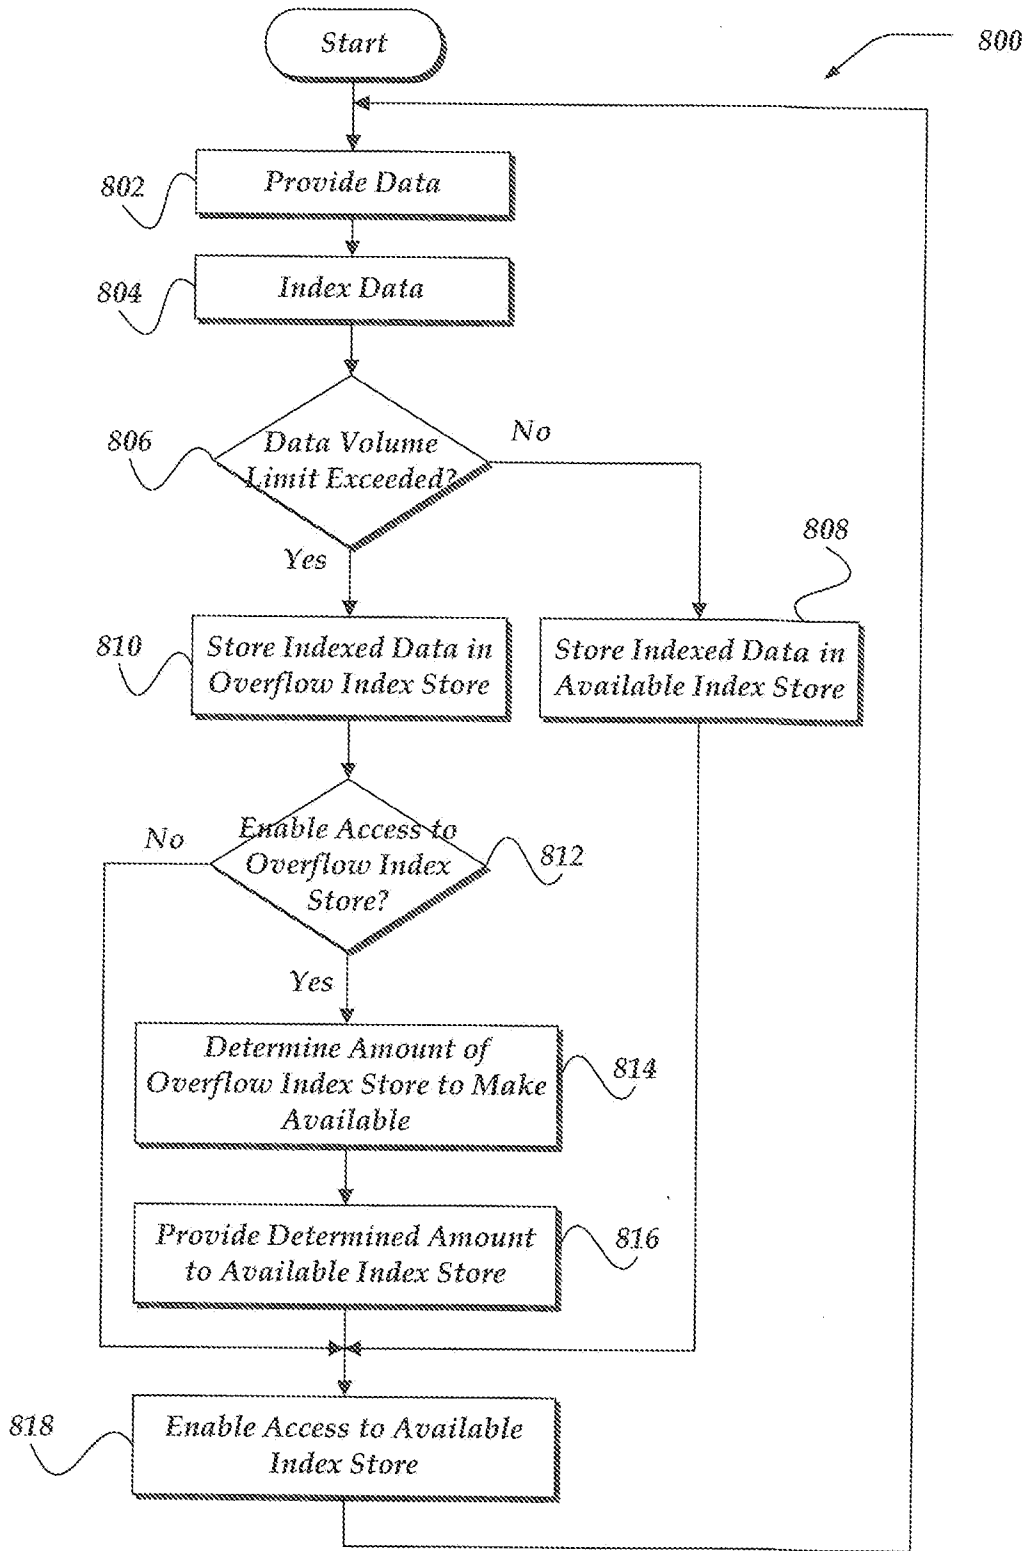 Start
800
802
Provide Data
804
Index Data
806
Data Volume
Limit Exceeded?
No
Yes
808
810
Store Indexed Data in
Overflow Index Store
Store Indexed Data in
Available Index Store
No
Enable Access to
Overflow Index
Store?
812
Yes
Determine Amount of
Overflow Index Store to Make
Available
814
Provide Determined Amount
to Available Index Store
816
818
Enable Access to Available
Index Store